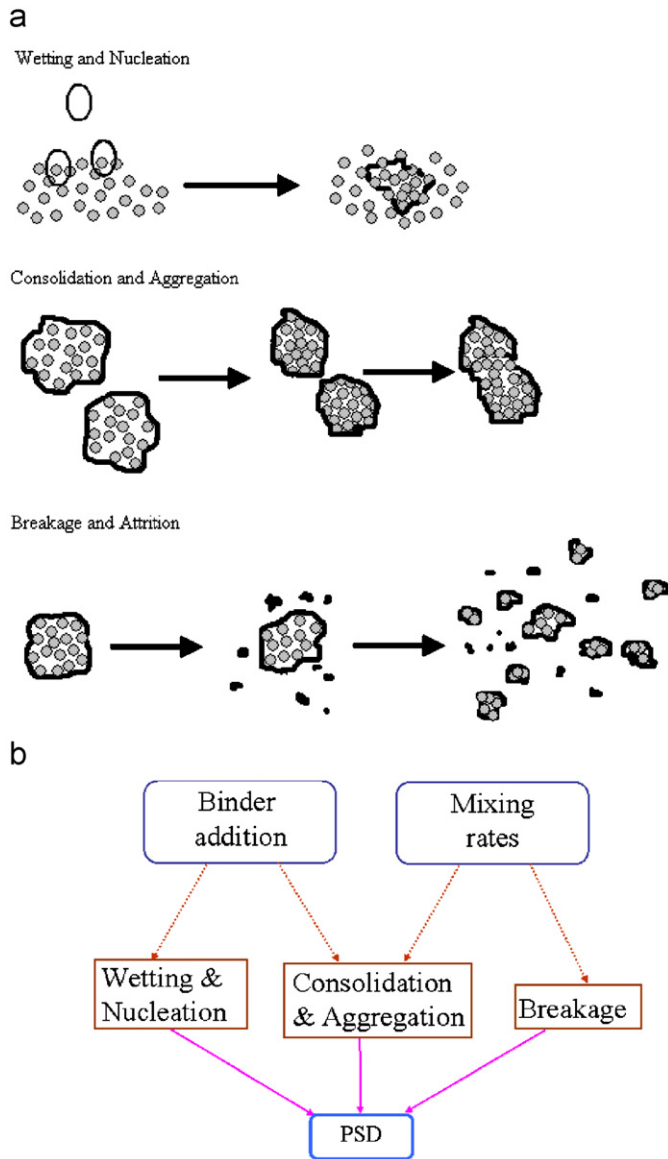 a
Wetting and Nucleation
Consolidation and Aggregation
Breakage and Attrition
b
Binder
addition
Mixing
rates
Wetting &
Nucleation
Consolidation
& Aggregation
Breakage
PSD